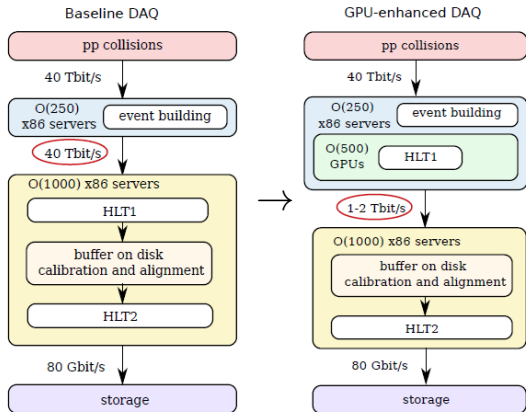 Baseline DAQ
pp collisions
40 Tbit/s
O(250)
x86 servers
event building
40 Tbit/s
O(1000) x86 servers
HLT1
buffer on disk
calibration and alignment
HLT2
80 Gbit/s
storage
GPU-enhanced DAQ
pp collisions
40 Tbit/s
O(250)
x86 servers
event building
O(500)
GPUs
HLT1
1-2 Tbit/s
O(1000) x86 servers
buffer on disk
calibration and alignment
HLT2
80 Gbit/s
storage